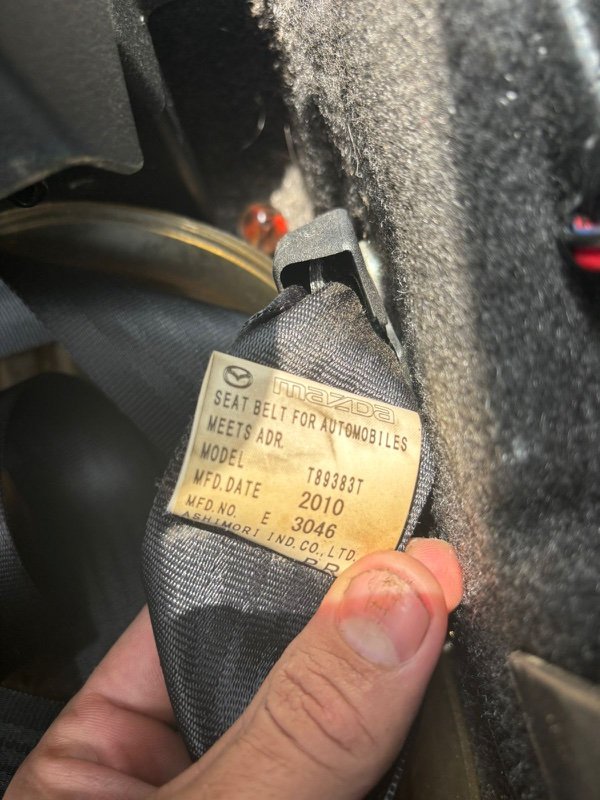 mazda
SEAT BELT FOR AUTOMOBILES
MEETS ADR.
MODEL T89383T
MFD.DATE 2010
MFD.NO. E 3046
ASHIMORI IND.CO.,LTD.